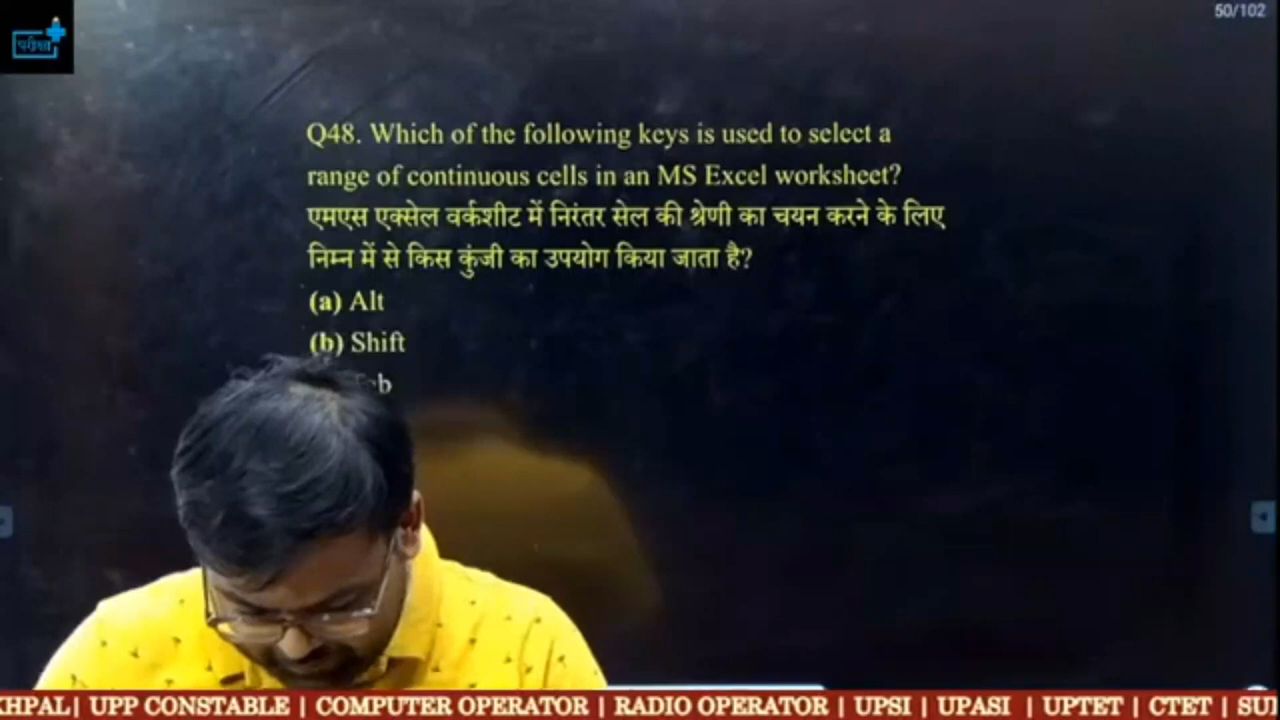 50/102
परीक्षा
Q48. Which of the following keys is used to select a
range of continuous cells in an MS Excel worksheet?
एमएस एक्सेल वर्कशीट में निरंतर सेल की श्रेणी का चयन करने के लिए
निम्न में से किस कुंजी का उपयोग किया जाता है?
(a) Alt
(b) Shift
| UPP CONSTABLE | COMPUTER OPERATOR | RADIO OPERATOR | UPSI | UPASI | UPTET | CTET |